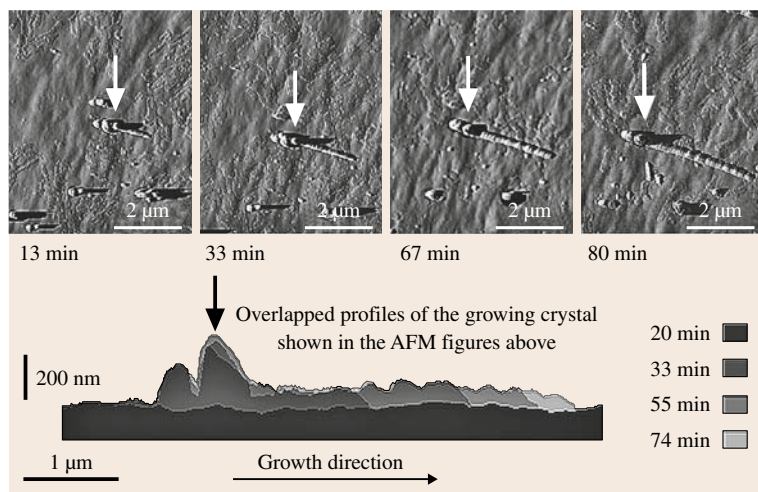 2 µm
2 µm
2 µm
2 µm
13 min
33 min
67 min
80 min
Overlapped profiles of the growing crystal
shown in the AFM figures above
200 nm
20 min
33 min
55 min
74 min
1 µm
Growth direction